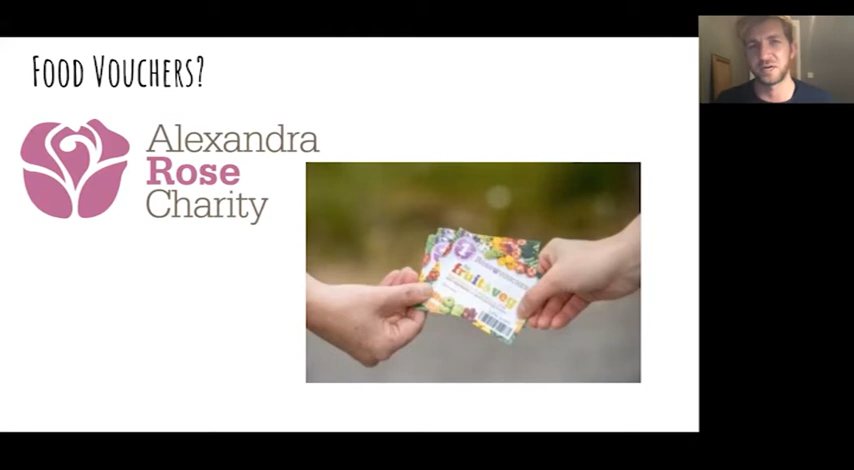 Food Vouchers?
Alexandra
Rose
Charity
fruit&veg